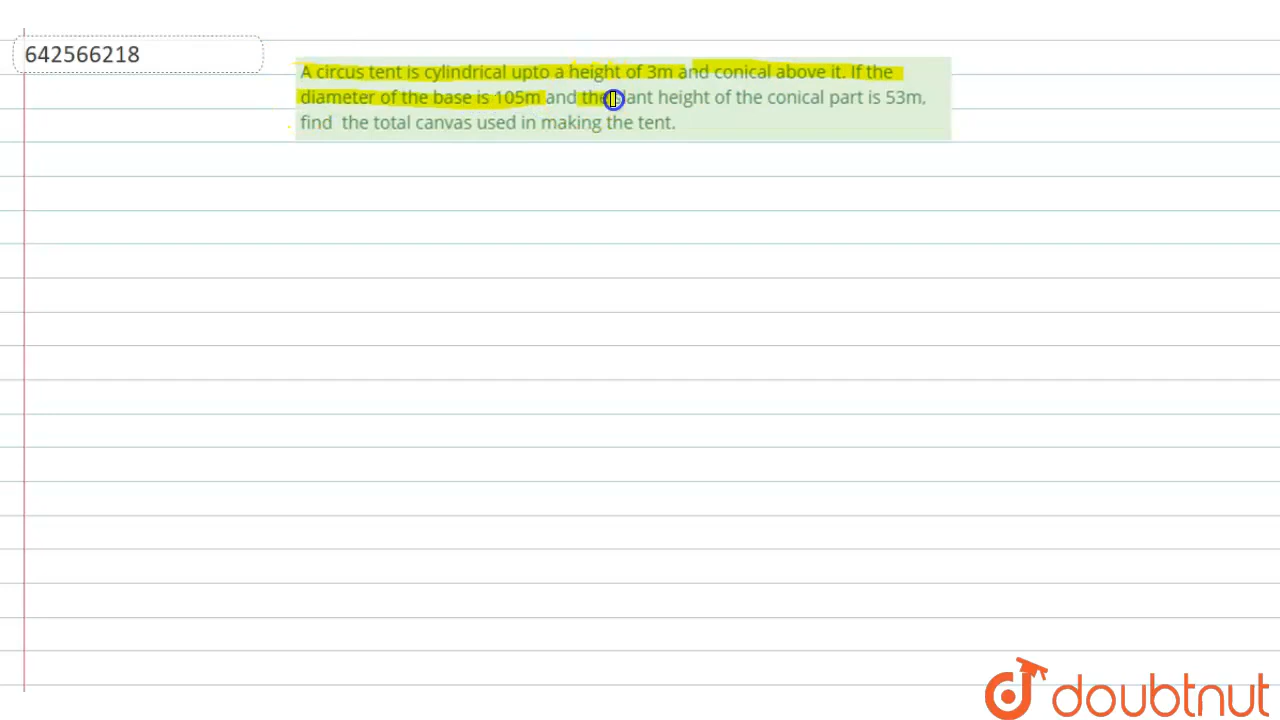 642566218
A circus tent is cylindrical upto a height of 3m and conical above it. If the
diameter of the base is 105m and the slant height of the conical part is 53m,
find the total canvas used in making the tent.
doubtnut